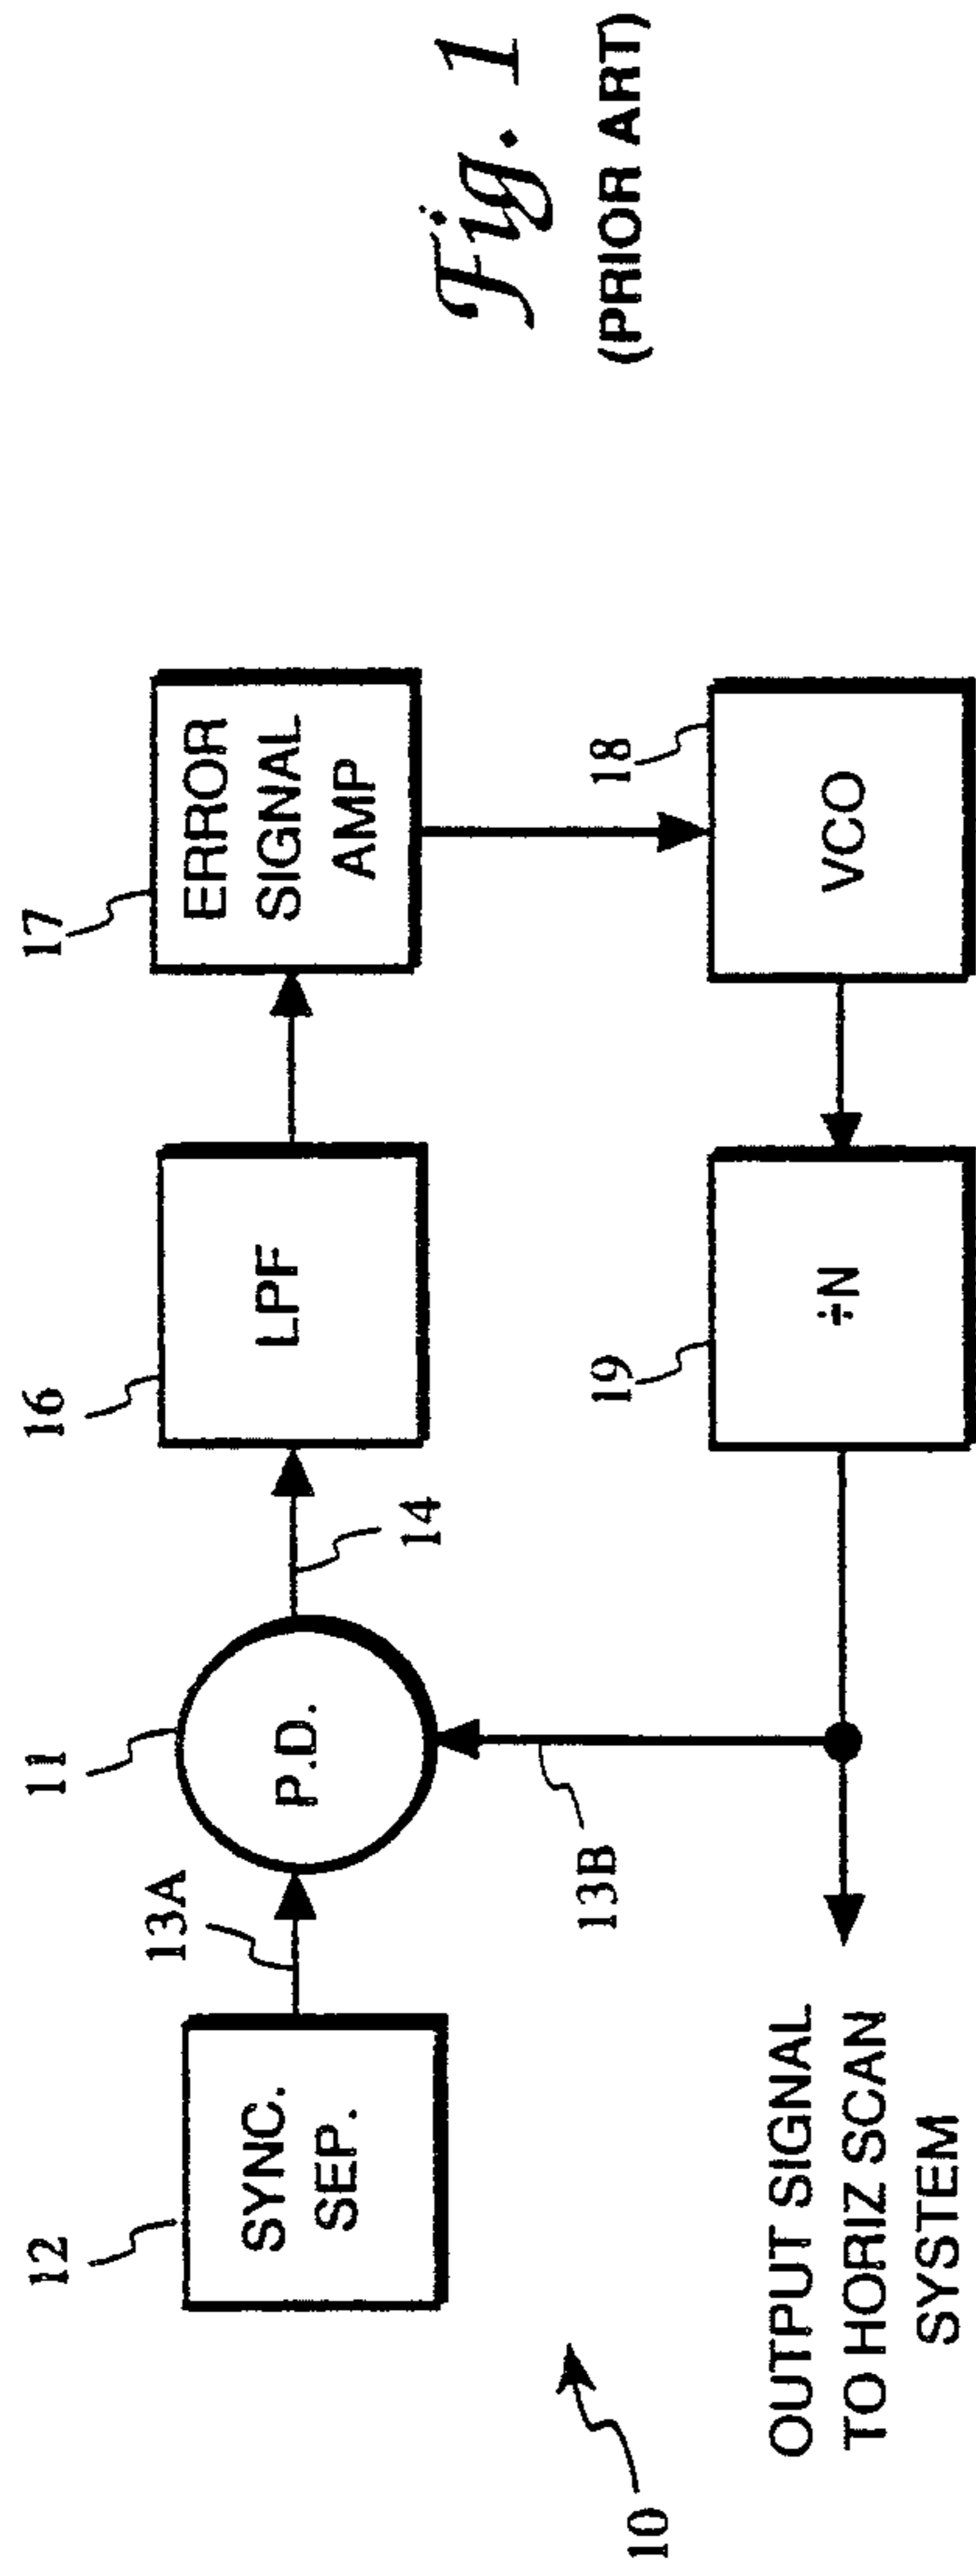 12
SYNC.
SEP.
13A
11
P.D.
14
16
LPF
17
ERROR
SIGNAL
AMP
10
OUTPUT SIGNAL
TO HORIZ SCAN
SYSTEM
13B
19
÷N
18
VCO
Fig. 1
(PRIOR ART)